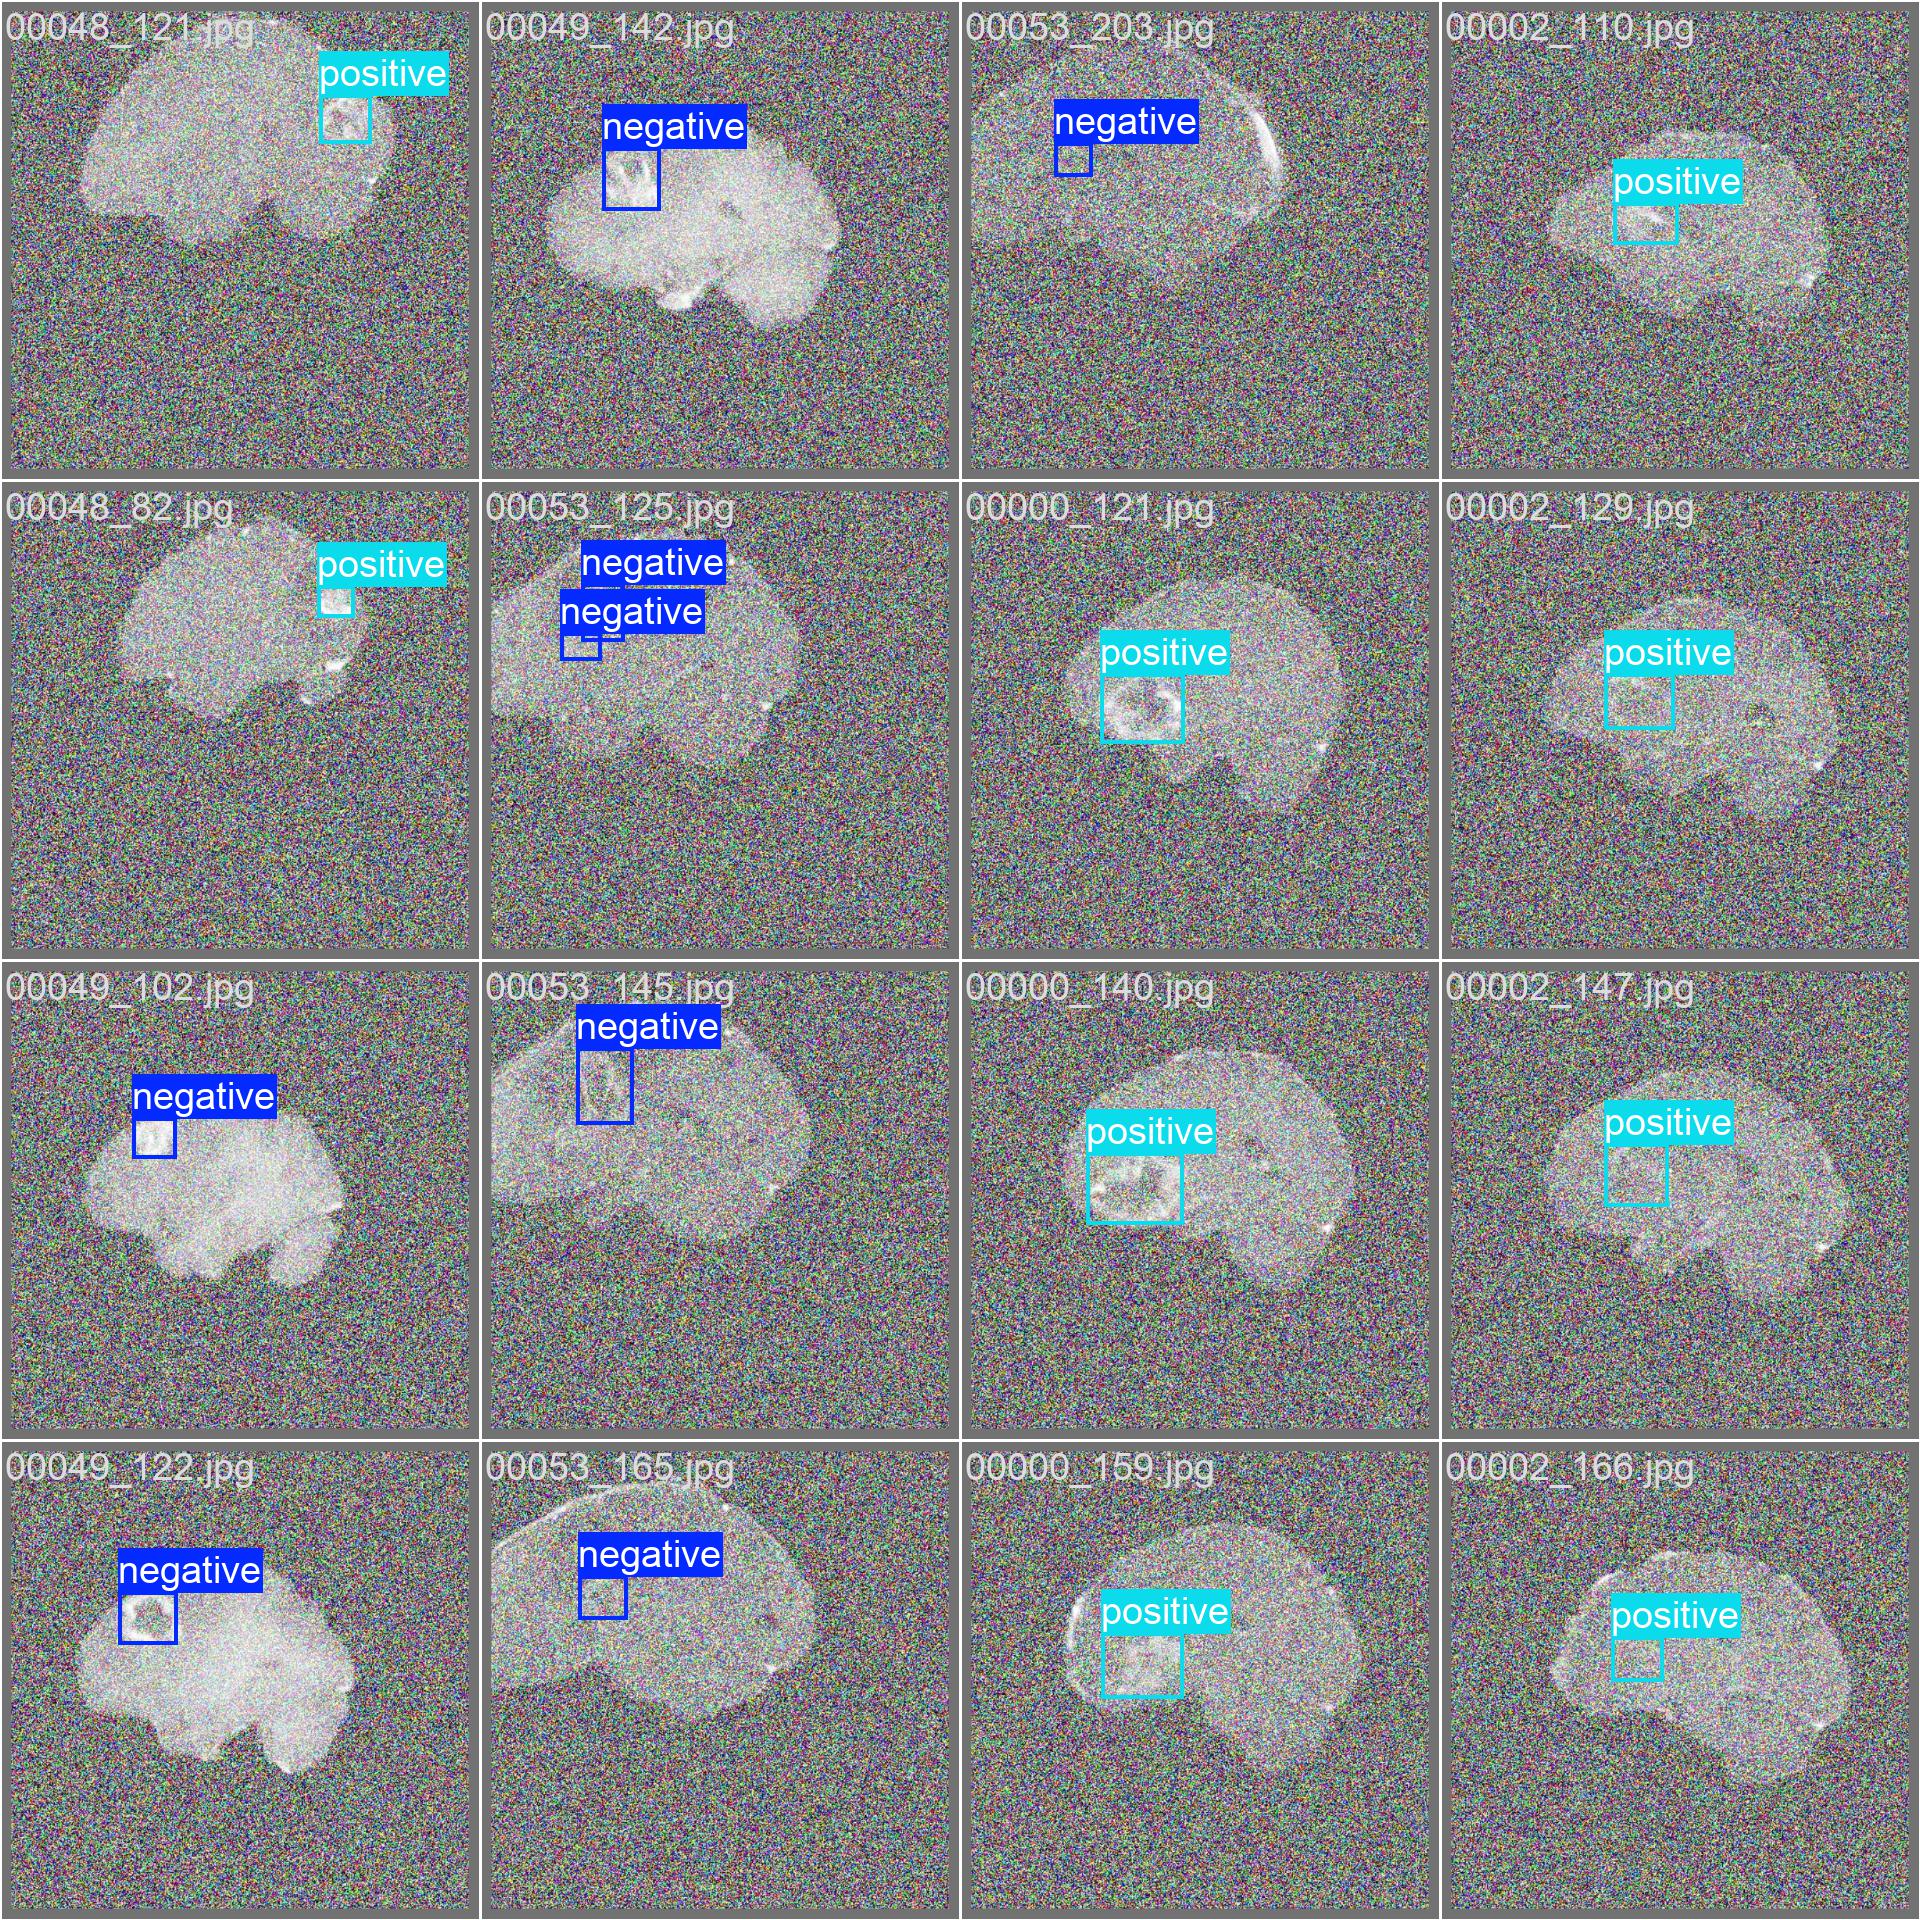 00048_121.jpg
positive
00049_142.jpg
negative
00053_203.jpg
negative
00002_110.jpg
positive
00048_82.jpg
positive
00053_125.jpg
negative
negative
00000_121.jpg
positive
00002_129.jpg
positive
00049_102.jpg
negative
00053_145.jpg
negative
00000_140.jpg
positive
00002_147.jpg
positive
00049_122.jpg
negative
00053_165.jpg
negative
00000_159.jpg
positive
00002_166.jpg
positive